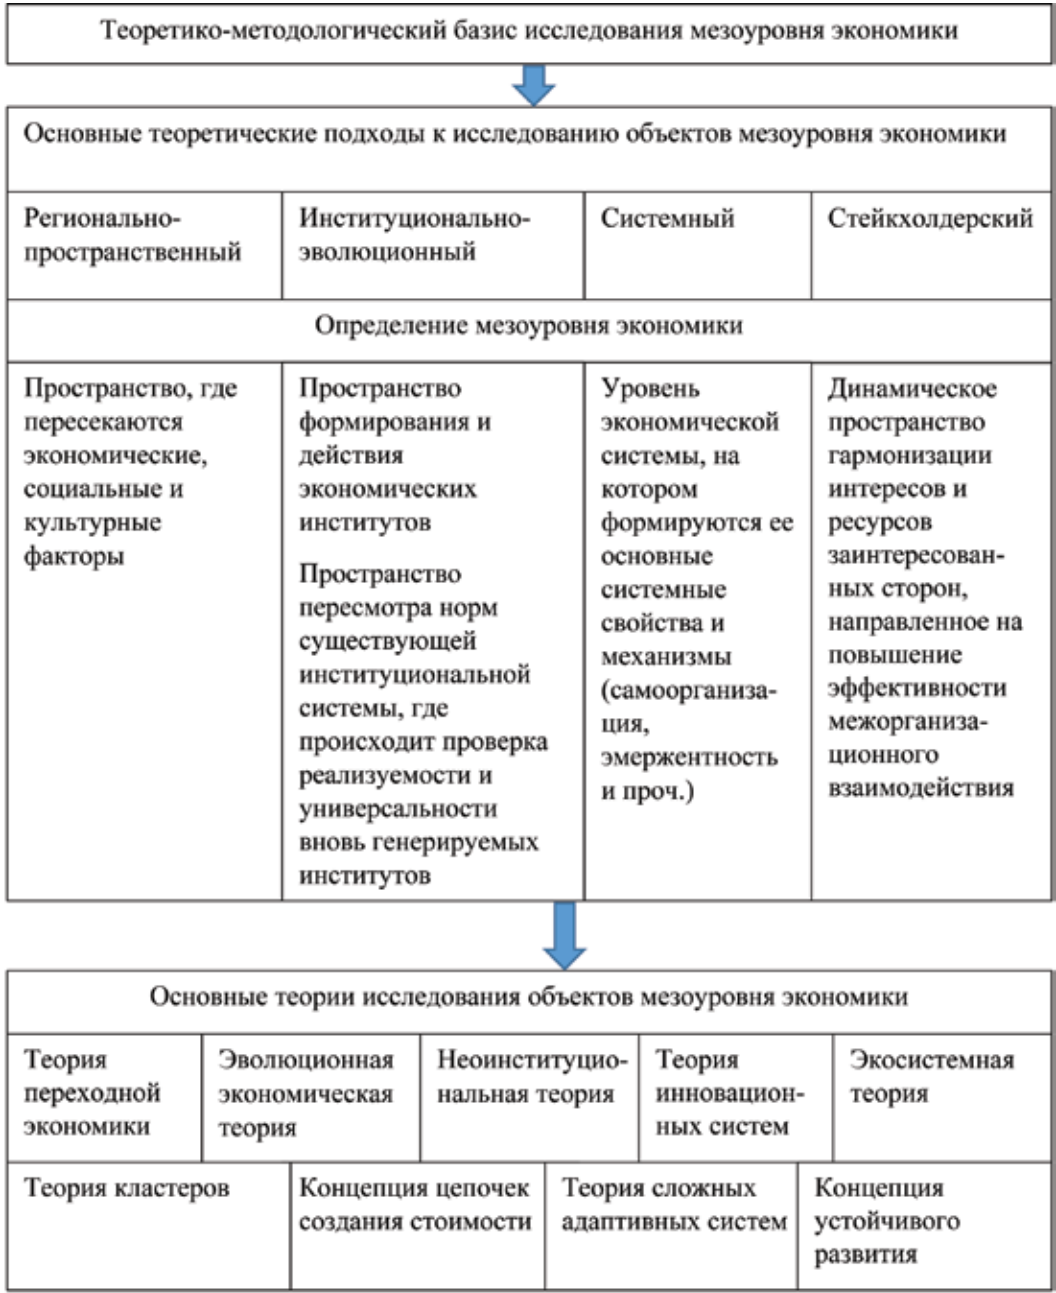 Теоретико-методологический базис исследования мезоуровня экономики
Основные теоретические подходы к исследованию объектов мезоуровня экономики
Регионально-
пространственный
Институционально-
эволюционный
Системный
Стейкхолдерский
Определение мезоуровня экономики
Пространство, где
пересекаются
экономические,
социальные и
культурные
факторы
Пространство
формирования и
действия
экономических
институтов
Пространство
пересмотра норм
существующей
институциональной
системы, где
происходит проверка
реализуемости и
универсальности
вновь генерируемых
институтов
Уровень
экономической
системы, на
котором
формируются ее
основные
системные
свойства и
механизмы
(самоорганиза-
ция,
эмержентность
и проч.)
Динамическое
пространство
гармонизации
интересов и
ресурсов
заинтересован-
ных сторон,
направленное на
повышение
эффективности
межорганиза-
ционного
взаимодействия
Основные теории исследования объектов мезоуровня экономики
Теория
переходной
экономики
Эволюционная
экономическая
теория
Неоинституцио-
нальная теория
Теория
инновацион-
ных систем
Экосистемная
теория
Теория кластеров
Концепция цепочек
создания стоимости
Теория сложных
адаптивных систем
Концепция
устойчивого
развития